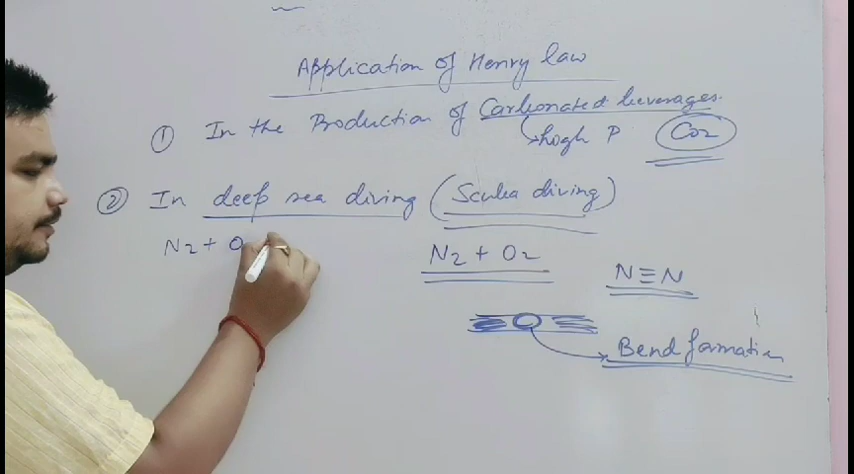 Application of Henry law
① In the Production of Carbonated beverages.
high P CO2
② In deep sea diving (Scuba diving)
N2 + O
N2 + O2
N≡N
Bend formation